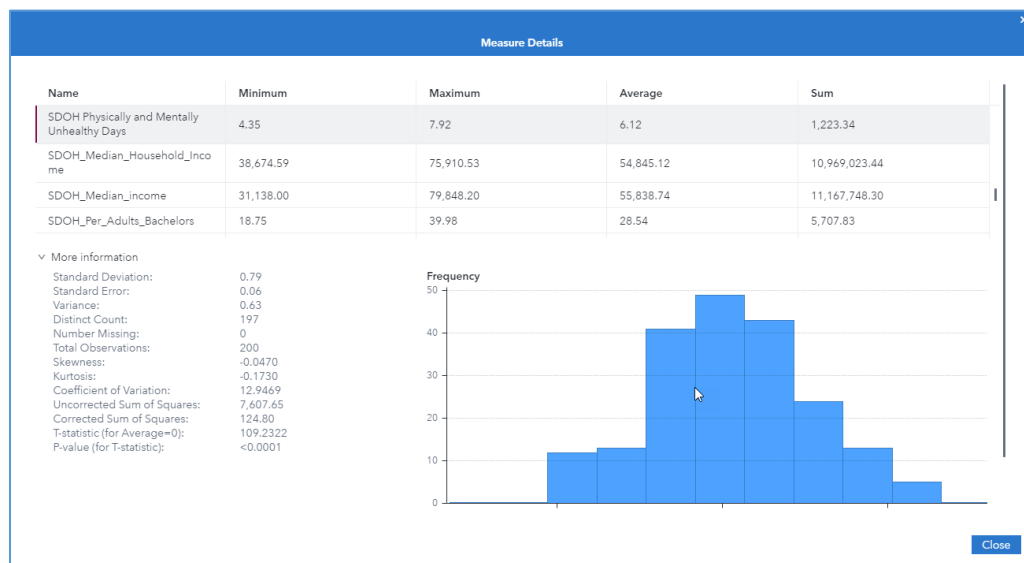 Measure Details
Name Minimum Maximum Average Sum
SDOH Physically and Mentally
Unhealthy Days 4.35 7.92 6.12 1,223.34
SDOH_Median_Household_Inco
me 38,674.59 75,910.53 54,845.12 10,969,023.44
SDOH_Median_income 31,138.00 79,848.20 55,838.74 11,167,748.30
SDOH_Per_Adults_Bachelors 18.75 39.98 28.54 5,707.83
More information
Standard Deviation: 0.79
Standard Error: 0.06
Variance: 0.63
Distinct Count: 197
Number Missing: 0
Total Observations: 200
Skewness: -0.0470
Kurtosis: -0.1730
Coefficient of Variation: 12.9469
Uncorrected Sum of Squares: 7,607.65
Corrected Sum of Squares: 124.80
T-statistic (for Average=0): 109.2322
P-value (for T-statistic): <0.0001
Frequency
50
40
30
20
10
0
Close